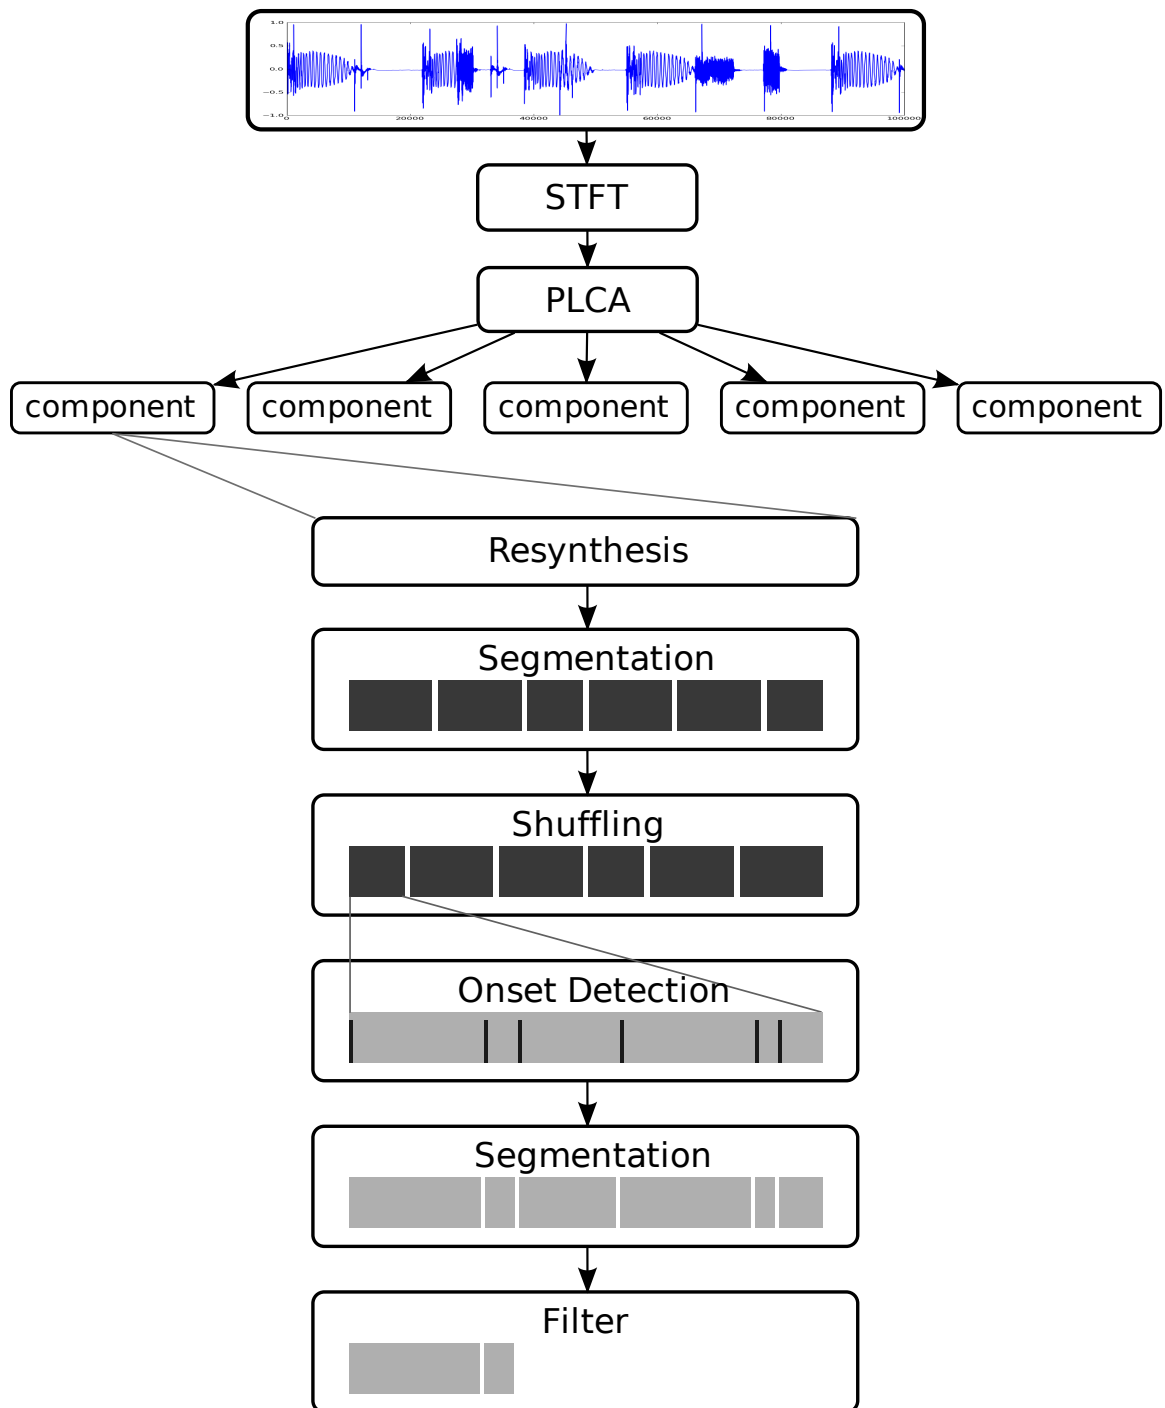 1.0
0.5
0.0
−0.5
−1.0
0 20000 40000 60000 80000 100000
STFT
PLCA
component component component component component
Resynthesis
Segmentation
Shuffling
Onset Detection
Segmentation
Filter